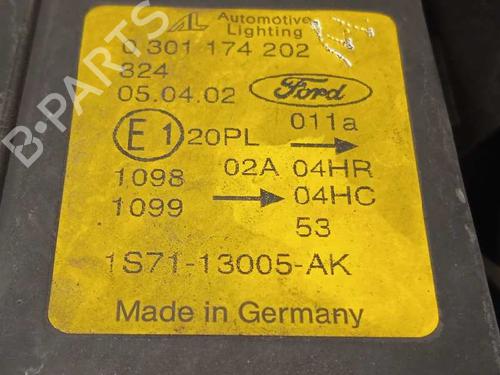 AL Automotive Lighting
0 301 174 202
324
05.04.02
Ford
E1 20PL
011a
02A 04HR
1098
1099
04HC
53
1S71-13005-AK
Made in Germany
B-PARTS